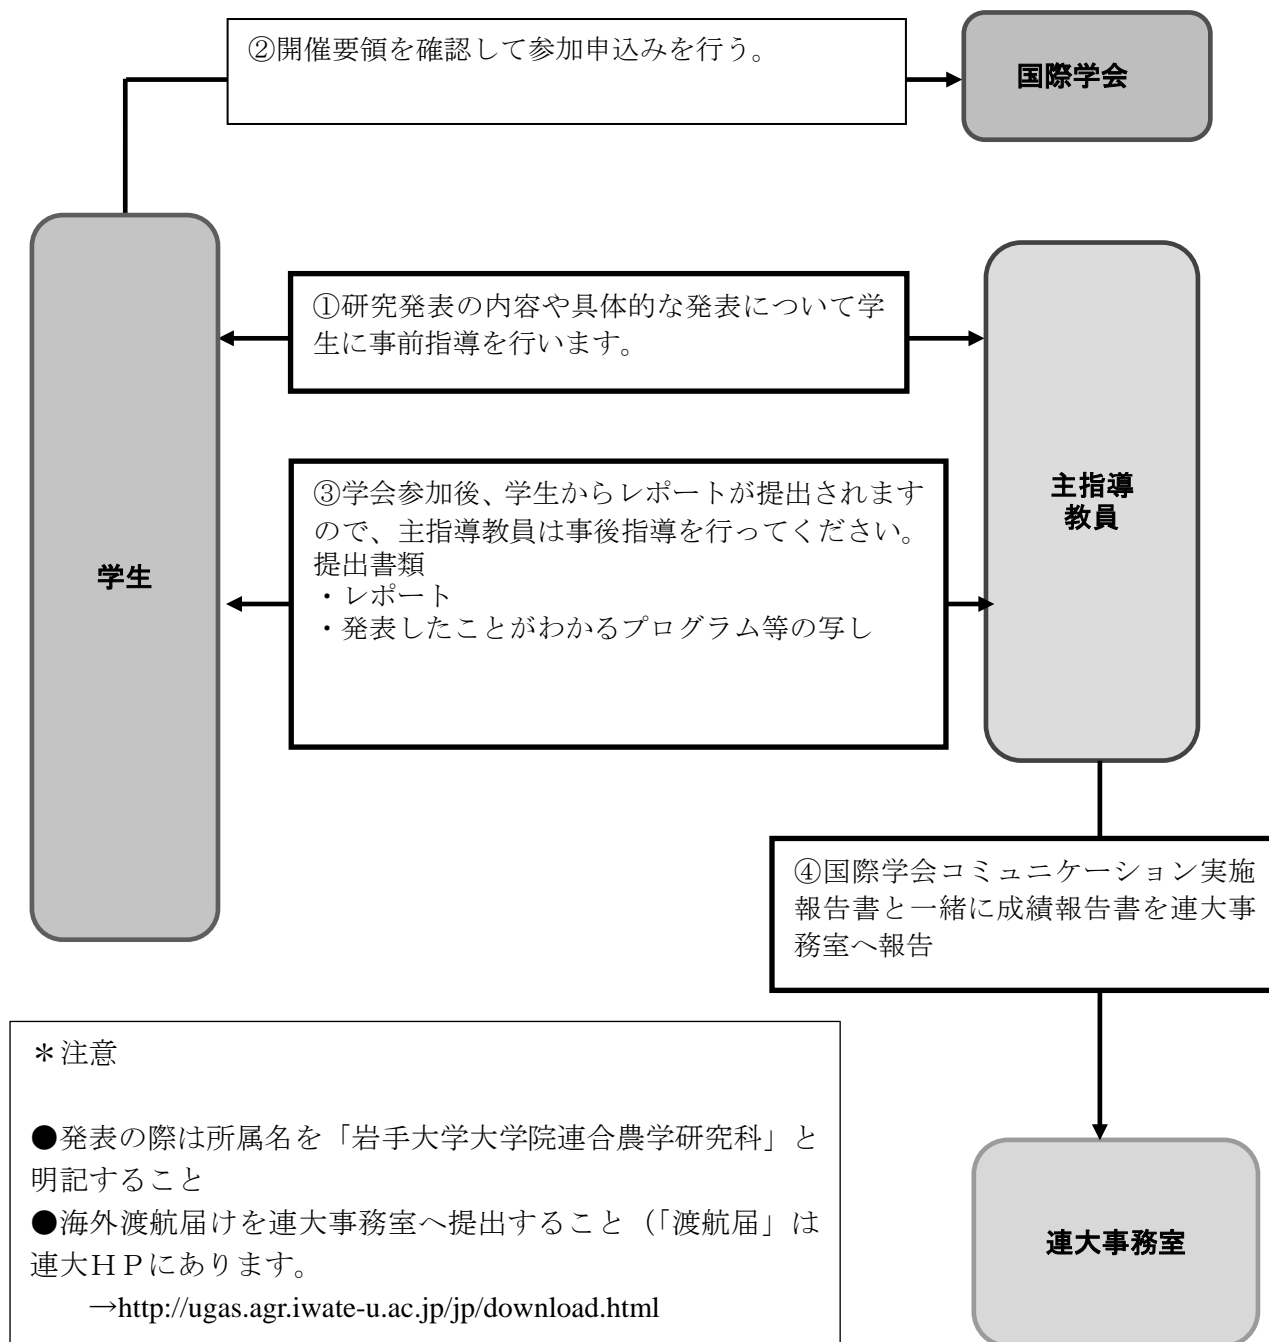 ②開催要領を確認して参加申込みを行う。
国際学会
①研究発表の内容や具体的な発表について学
生に事前指導を行います。
③学会参加後、学生からレポートが提出されます
ので、主指導教員は事後指導を行ってください。
提出書類
・レポート
・発表したことがわかるプログラム等の写し
主指導
教員
学生
④国際学会コミュニケーション実施
報告書と一緒に成績報告書を連大事
務室へ報告
＊注意
●発表の際は所属名を「岩手大学大学院連合農学研究科」と
明記すること
●海外渡航届けを連大事務室へ提出すること（「渡航届」は
連大ＨＰにあります。
→http://ugas.agr.iwate-u.ac.jp/jp/download.html
連大事務室